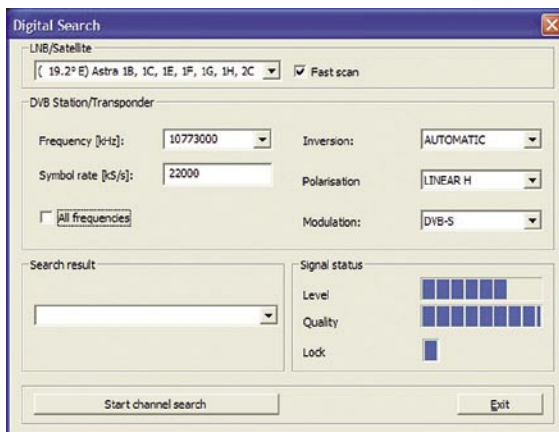 Digital Search
LNB/Satellite
( 19.2º E) Astra 1B, 1C, 1E, 1F, 1G, 1H, 2C
Fast scan
DVB Station/Transponder
Frequency [kHz]: 10773000
Inversion: AUTOMATIC
Symbol rate [kS/s]: 22000
Polarisation LINEAR H
All frequencies
Modulation: DVB-S
Search result
Signal status
Level
Quality
Lock
Start channel search
Exit